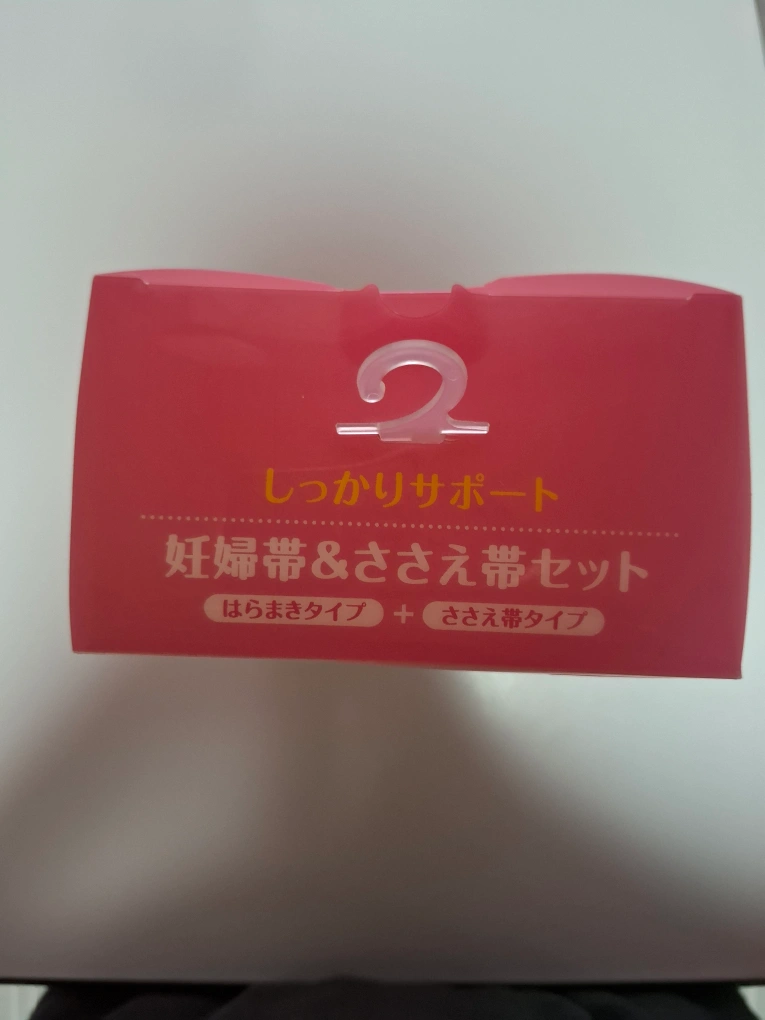 しっかりサポート
妊婦帯&ささえ帯セット
はらまきタイプ + ささえ帯タイプ